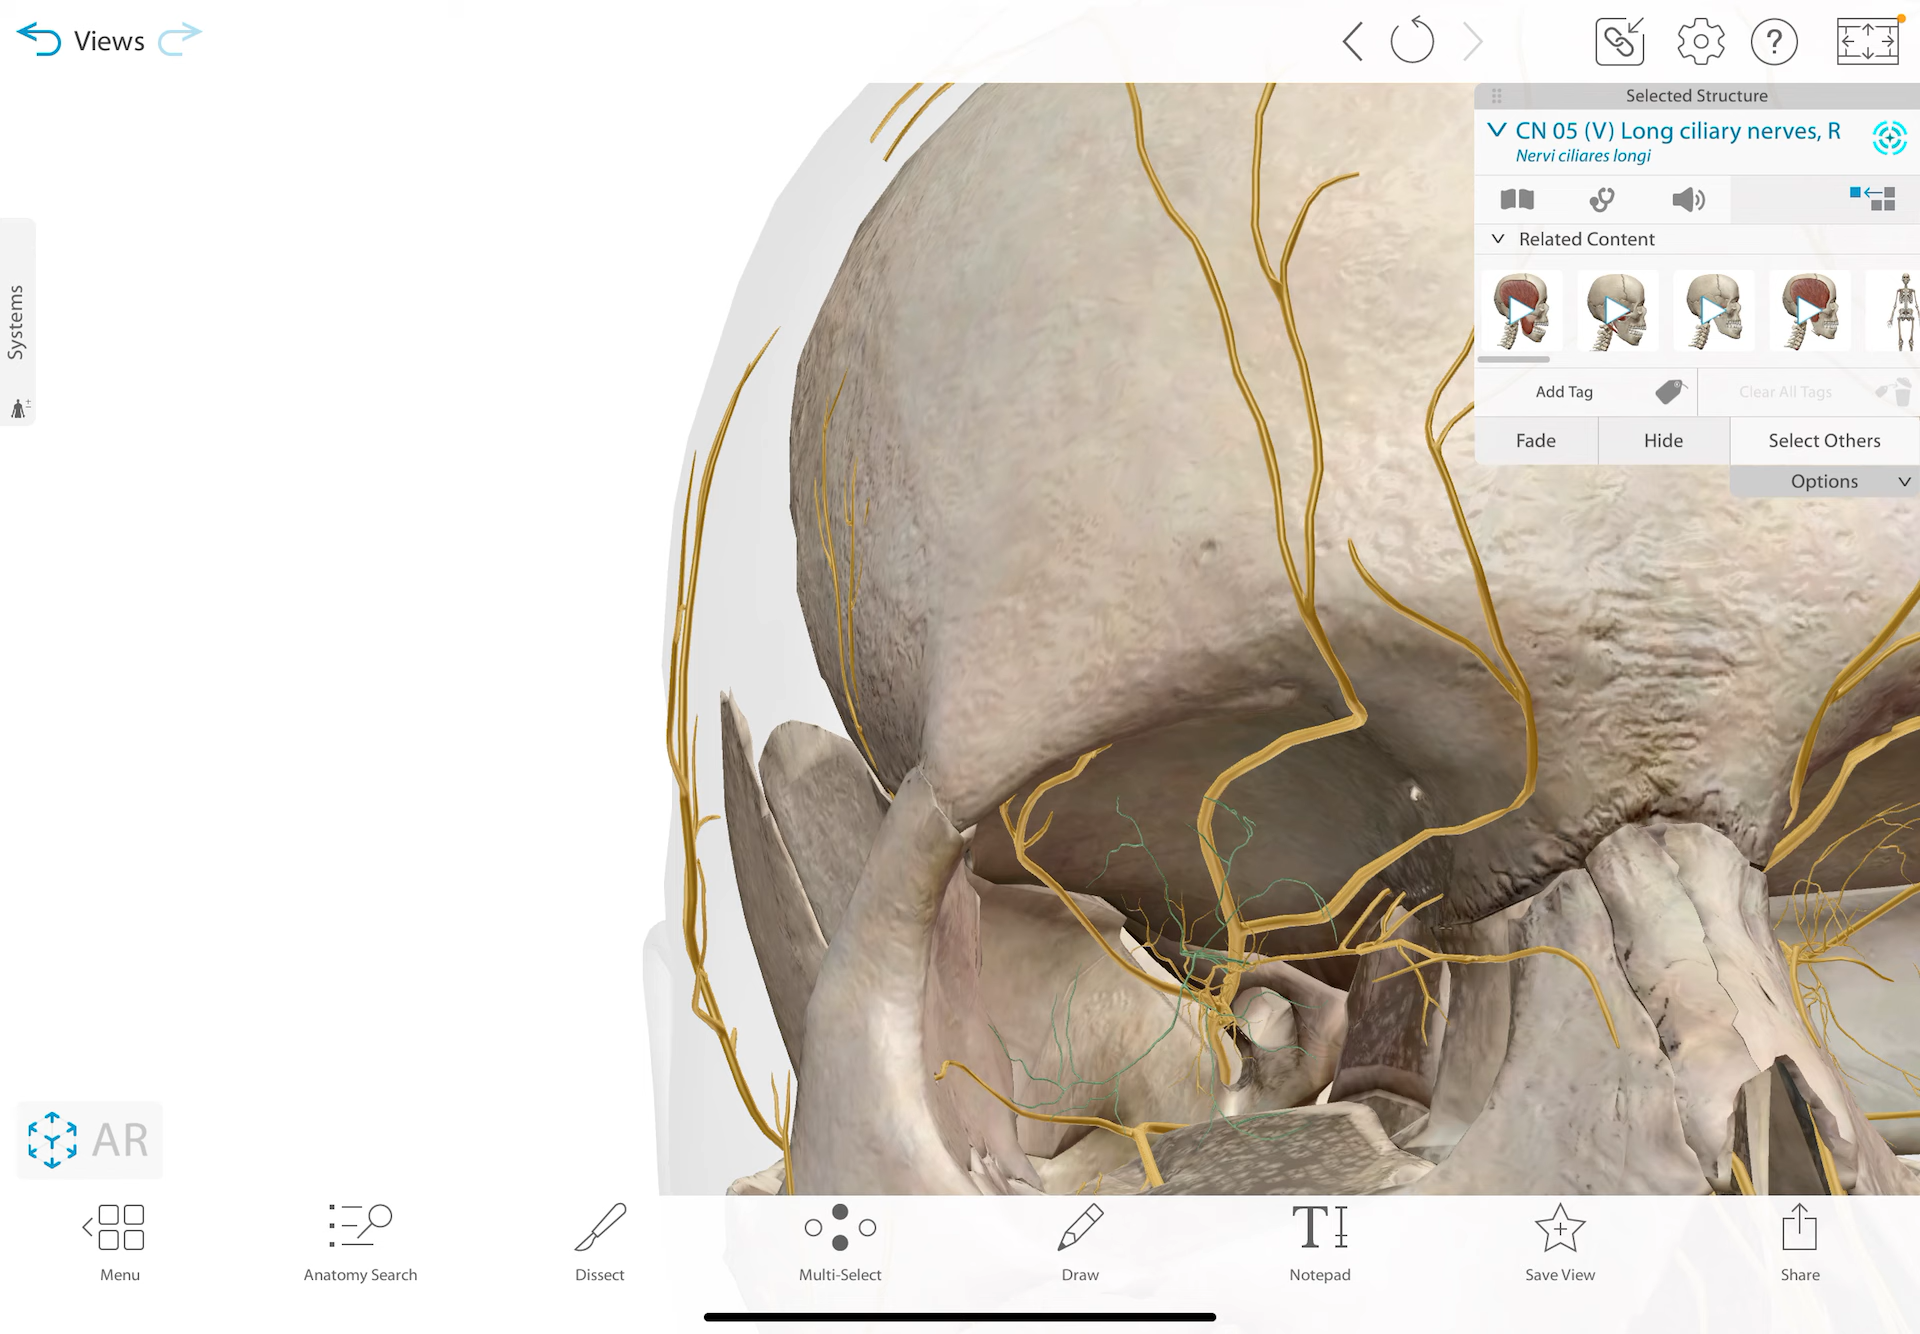 Views
Selected Structure
CN 05 (V) Long ciliary nerves, R
Nervi ciliares longi
Related Content
Add Tag
Clear All Tags
Fade
Hide
Select Others
Options
Systems
AR
Menu
Anatomy Search
Dissect
Multi-Select
Draw
Notepad
Save View
Share